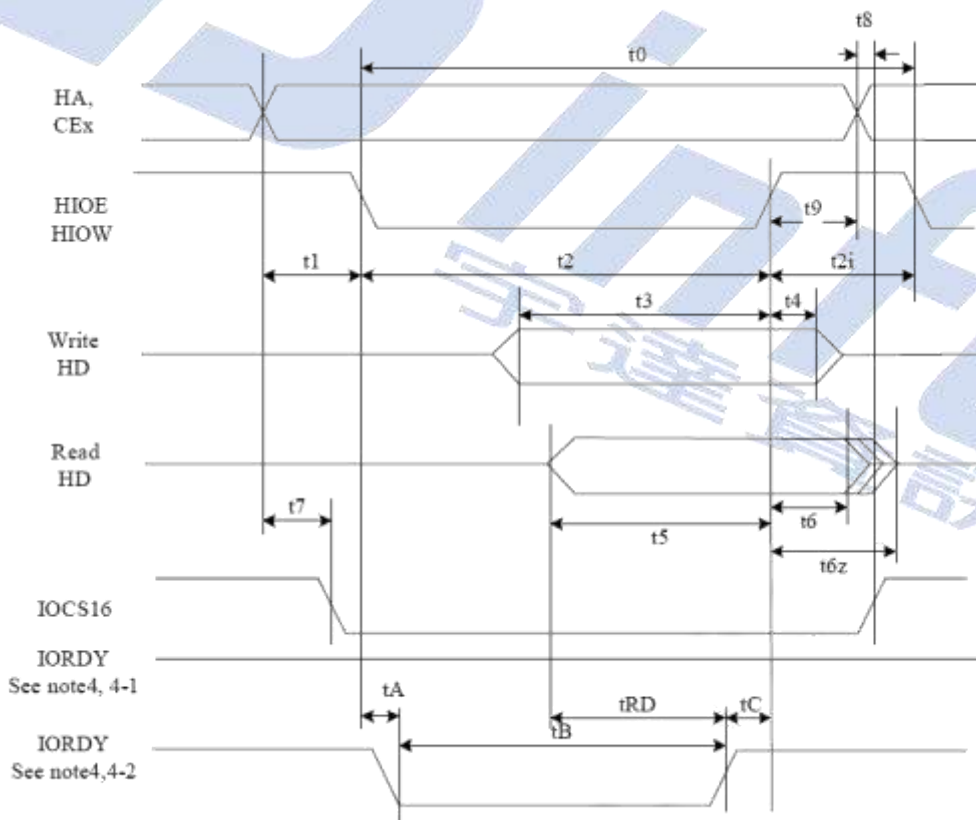 t8
t0
HA,
CEx
HIOE
HIOW
t9
t1
t2
t2i
t3
t4
Write
HD
Read
HD
t7
t6
t5
t6z
IOCS16
IORDY
See note4, 4-1
tA
tRD
tC
tB
IORDY
See note4,4-2